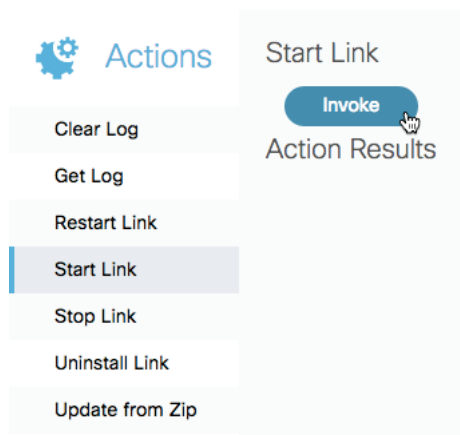 Actions
Clear Log
Get Log
Restart Link
Start Link
Stop Link
Uninstall Link
Update from Zip
Start Link
Invoke
Action Results